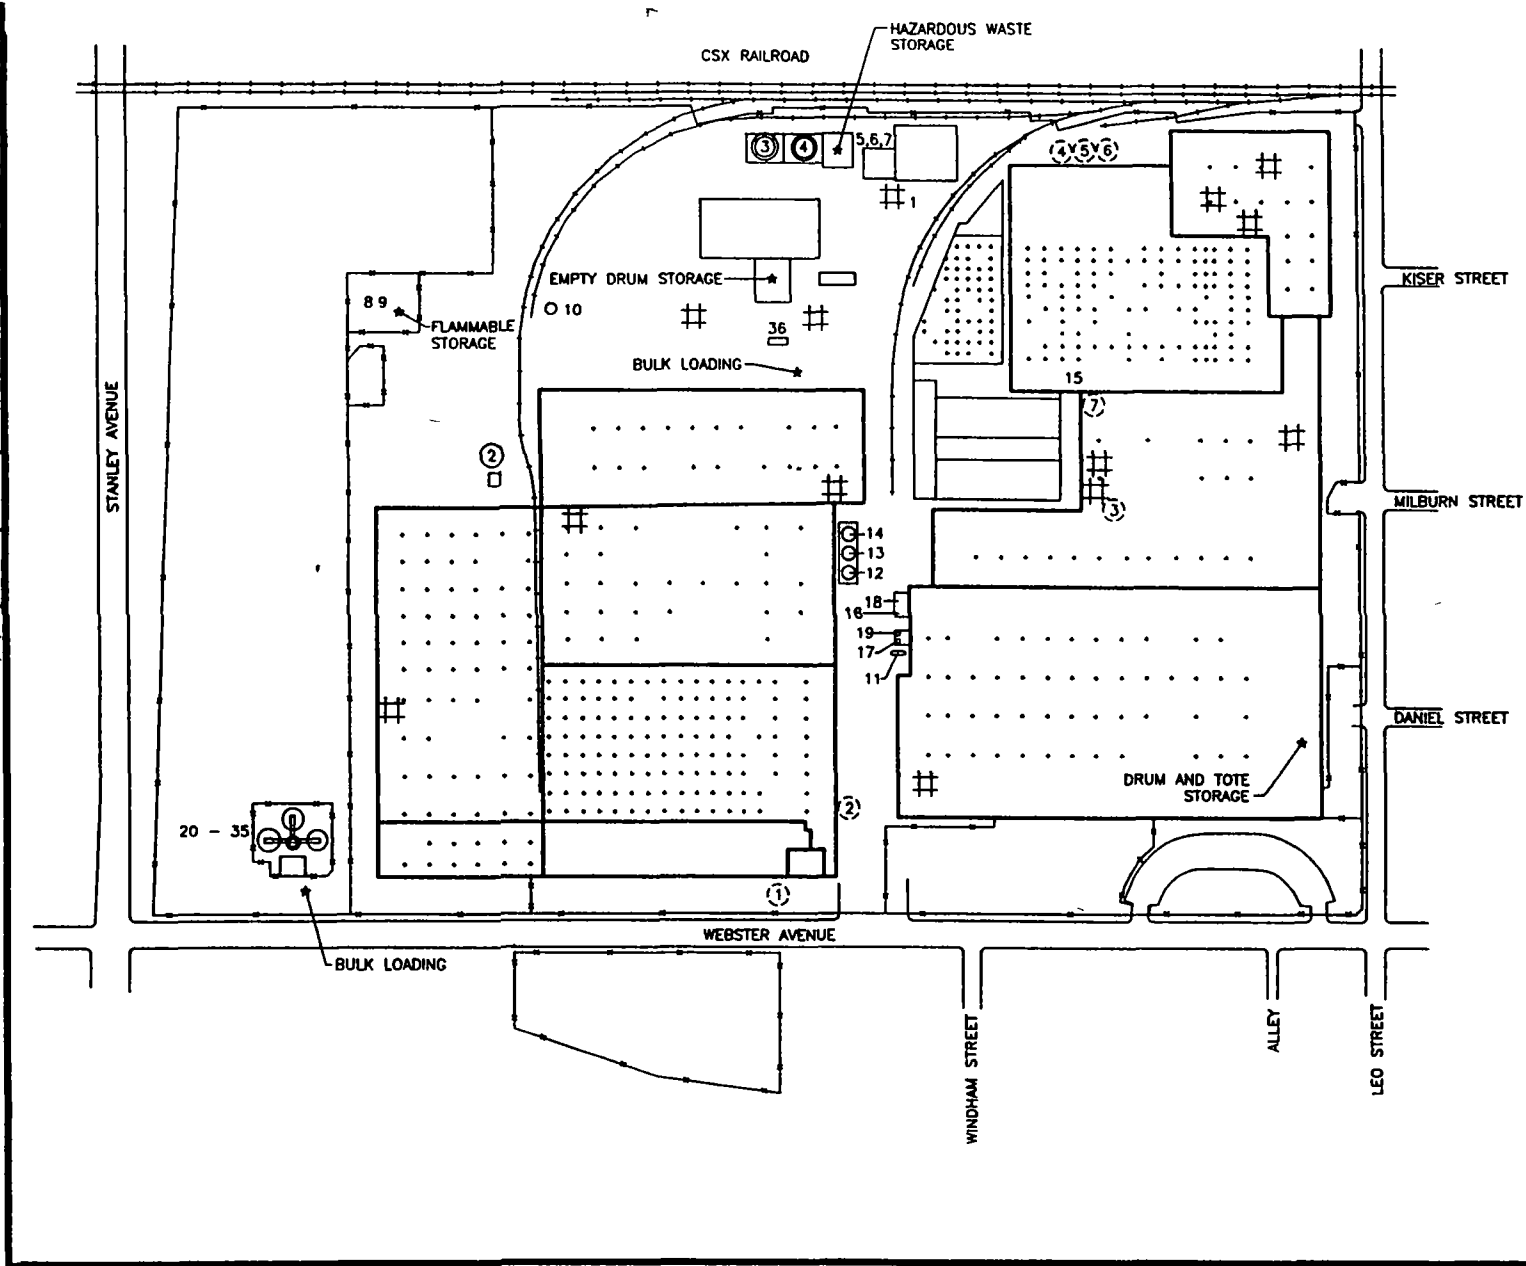 HAZARDOUS WASTE
STORAGE
CSX RAILROAD
3
4
5,6,7
4
5
6
1
EMPTY DRUM STORAGE
KISER STREET
8 9
10
FLAMMABLE
STORAGE
36
BULK LOADING
15
7
STANLEY AVENUE
2
MILBURN STREET
3
14
13
12
18
16
19
17
11
DANIEL STREET
DRUM AND TOTE
STORAGE
2
20 - 35
1
WEBSTER AVENUE
BULK LOADING
WINDHAM STREET
ALLEY
LEO STREET